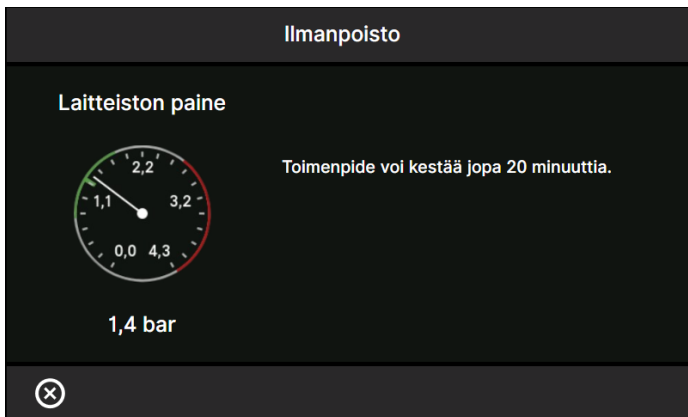 Ilmanpoisto
Laitteiston paine
2,2
1,1
3,2
0,0 4,3
Toimenpide voi kestää jopa 20 minuuttia.
1,4 bar